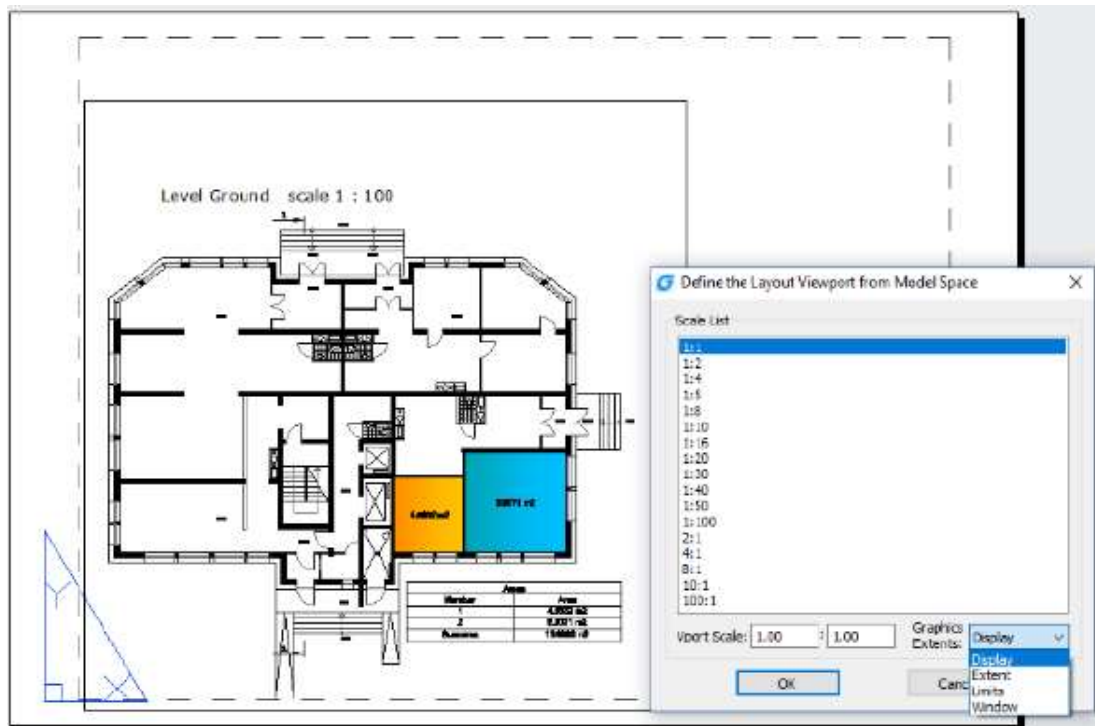 Level Ground scale 1 : 100
Define the Layout Viewport from Model Space
Scale List
1:1
1:2
1:4
1:5
1:8
1:10
1:16
1:20
1:30
1:40
1:50
1:100
2:1
4:1
8:1
10:1
100:1
Vport Scale: 1.00 : 1.00
Graphics Extents: Display
Display
Extent
Limits
Window
OK
Canc
Areas
Number Area
1
2
Y
X